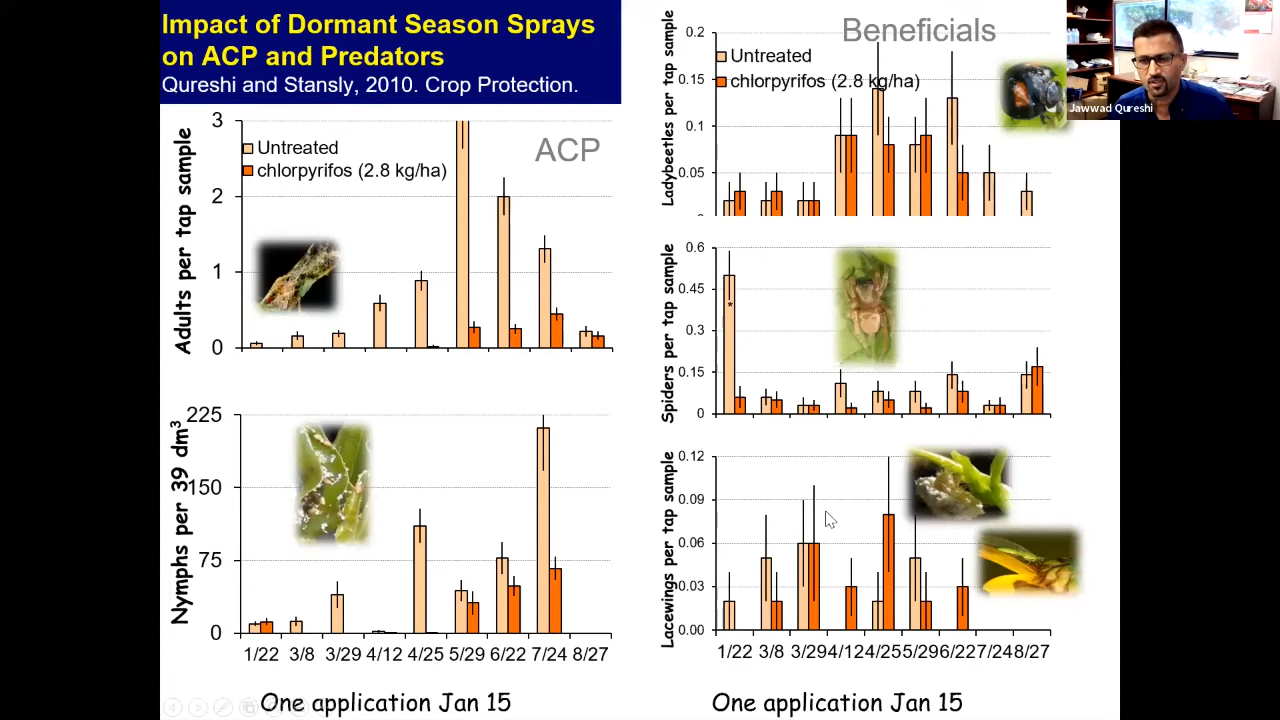 Impact of Dormant Season Sprays
on ACP and Predators
Qureshi and Stansly, 2010. Crop Protection.
Adults per tap sample
3
2
1
0
Untreated
chlorpyrifos (2.8 kg/ha)
ACP
Nymphs per 39 dm³
225
150
75
0
1/22 3/8 3/29 4/12 4/25 5/29 6/22 7/24 8/27
One application Jan 15
Beneficials
Ladybeetles per tap sample
0.2
0.15
0.1
0.05
Untreated
chlorpyrifos (2.8 kg/ha)
Spiders per tap sample
0.6
0.45
0.3
0.15
0
*
Lacewings per tap sample
0.12
0.09
0.06
0.03
0.00
1/22 3/8 3/29 4/12 4/25 5/29 6/22 7/24 8/27
One application Jan 15
Jawwad Qureshi